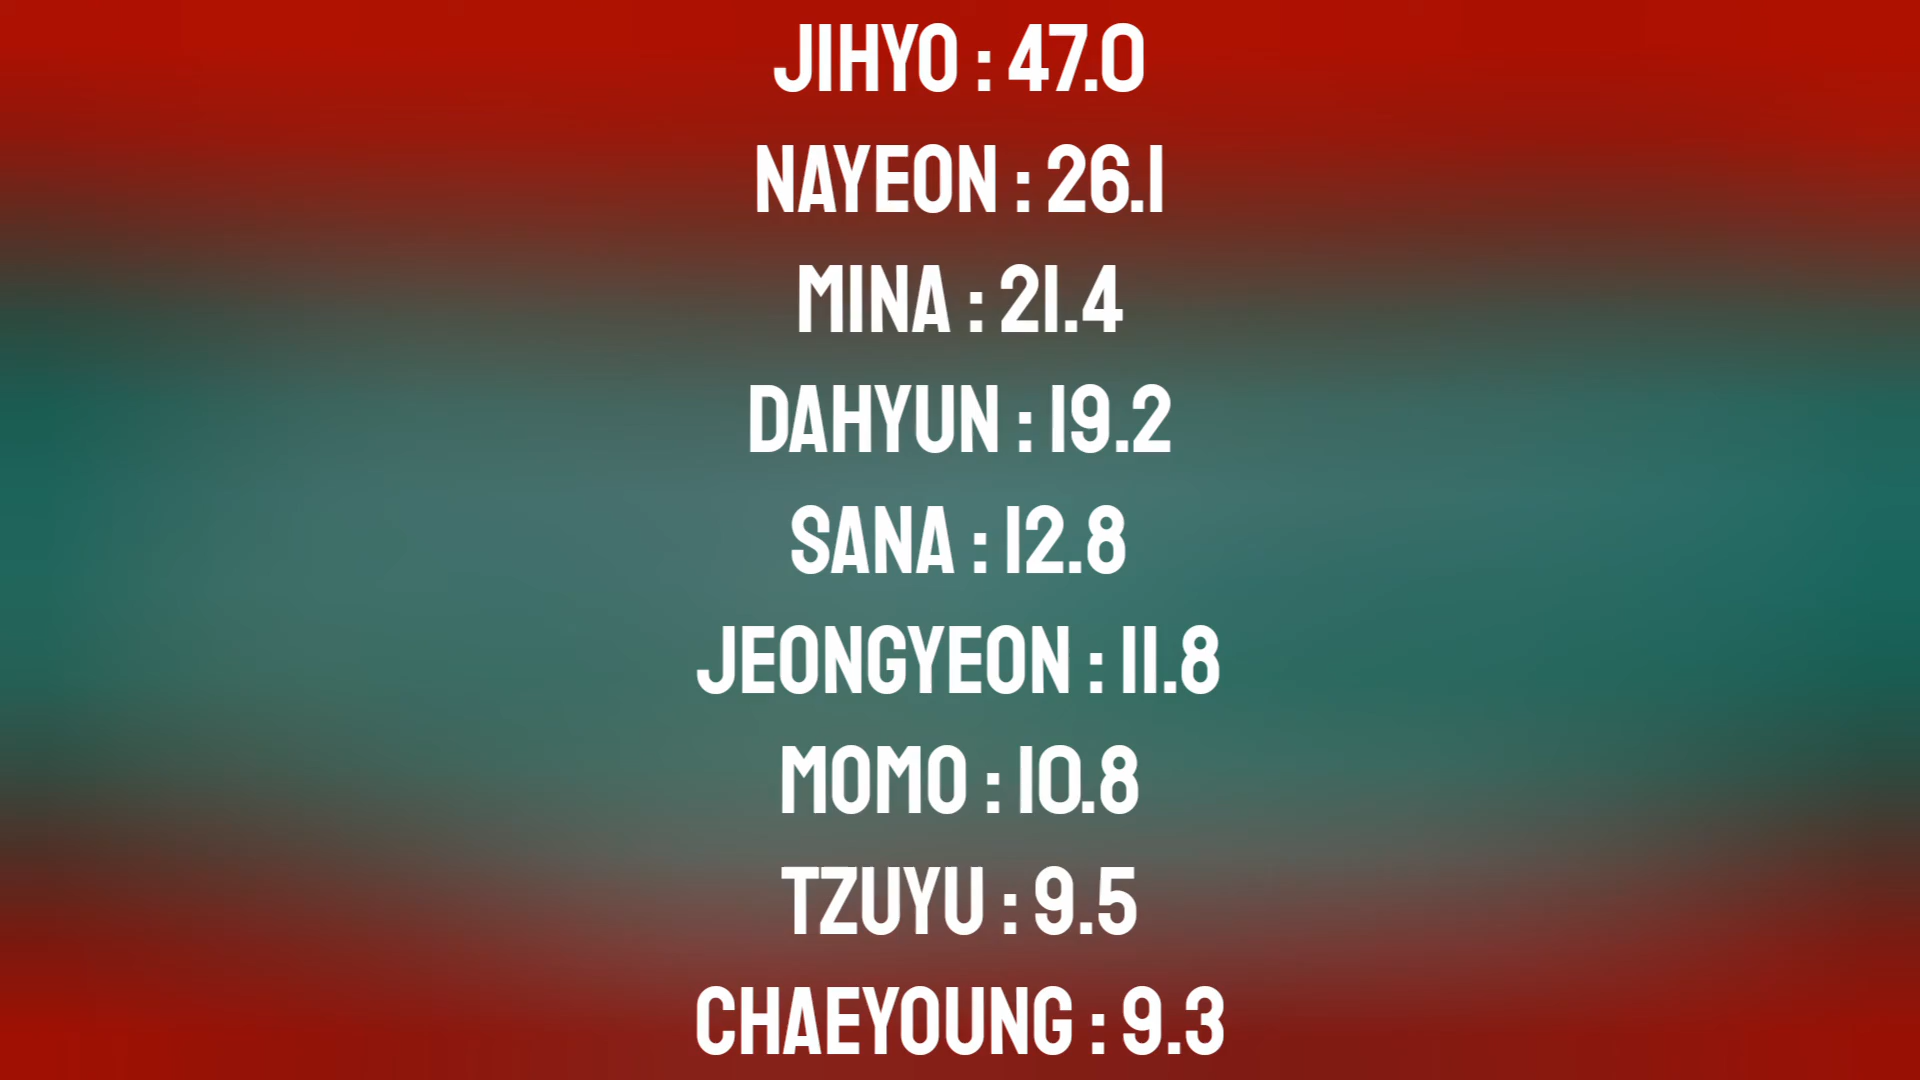 JIHYO : 47.0
NAYEON : 26.1
MINA : 21.4
DAHYUN : 19.2
SANA : 12.8
JEONGYEON : 11.8
MOMO : 10.8
TZUYU : 9.5
CHAEYOUNG : 9.3